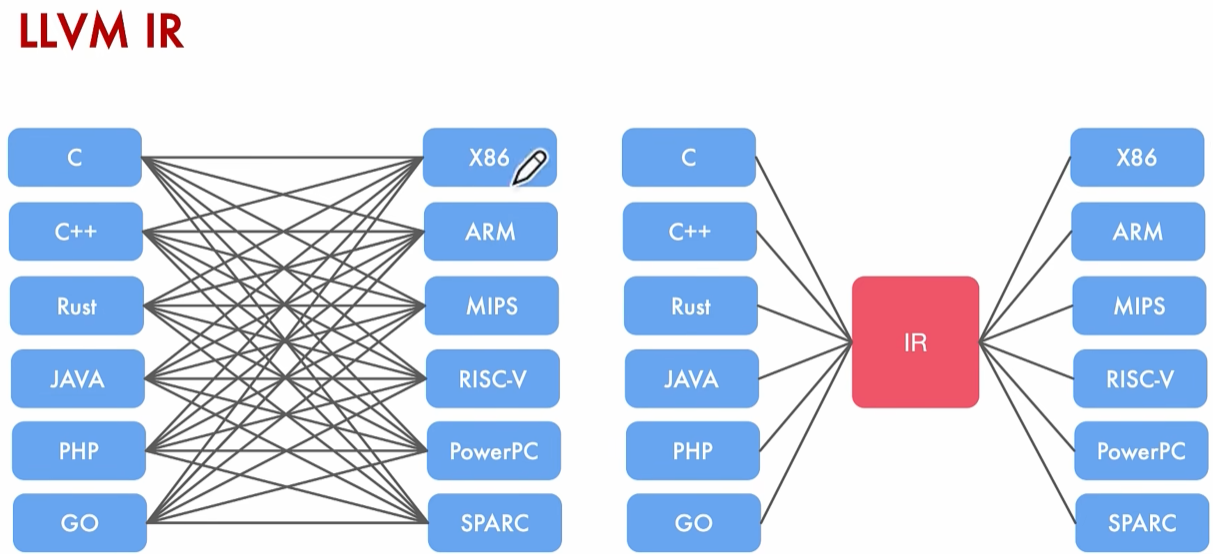 LLVM IR
C
C++
Rust
JAVA
PHP
GO
X86
ARM
MIPS
RISC-V
PowerPC
SPARC
C
C++
Rust
JAVA
PHP
GO
IR
X86
ARM
MIPS
RISC-V
PowerPC
SPARC